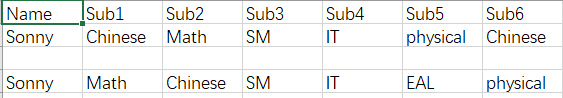 Name Sub1 Sub2 Sub3 Sub4 Sub5 Sub6
Sonny Chinese Math SM IT physical Chinese
Sonny Math Chinese SM IT EAL physical